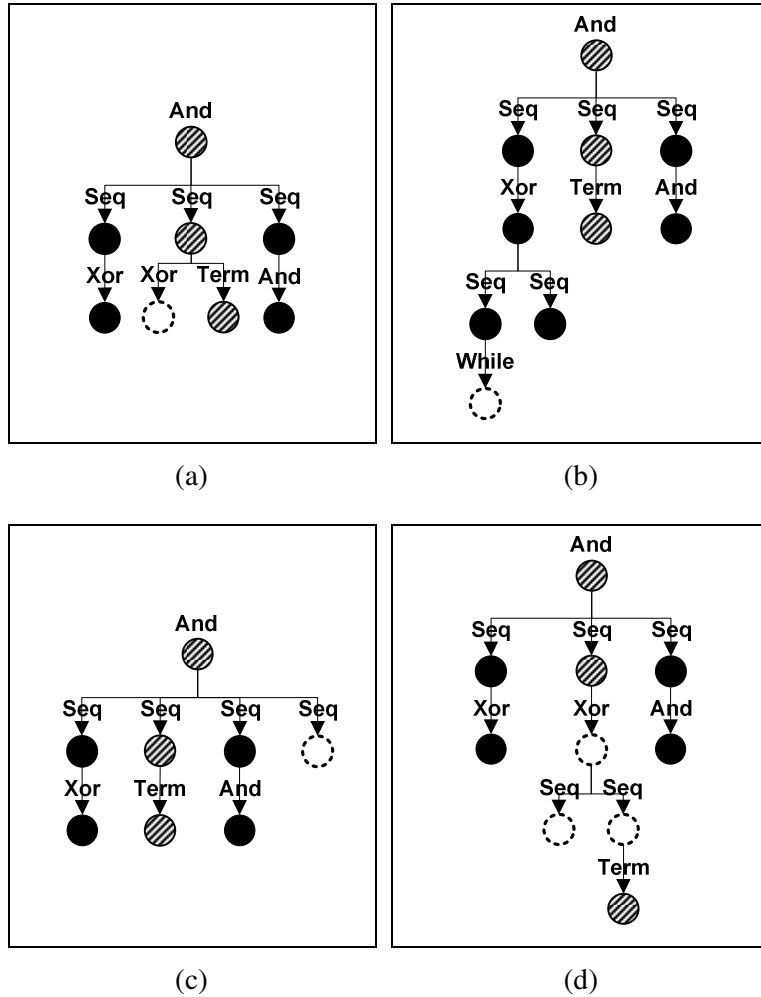 And
Seq Seq Seq
Xor Xor Term And
(a)
And
Seq Seq Seq
Xor Term And
Seq Seq
While
(b)
And
Seq Seq Seq Seq
Xor Term And
(c)
And
Seq Seq Seq
Xor Xor And
Seq Seq
Term
(d)